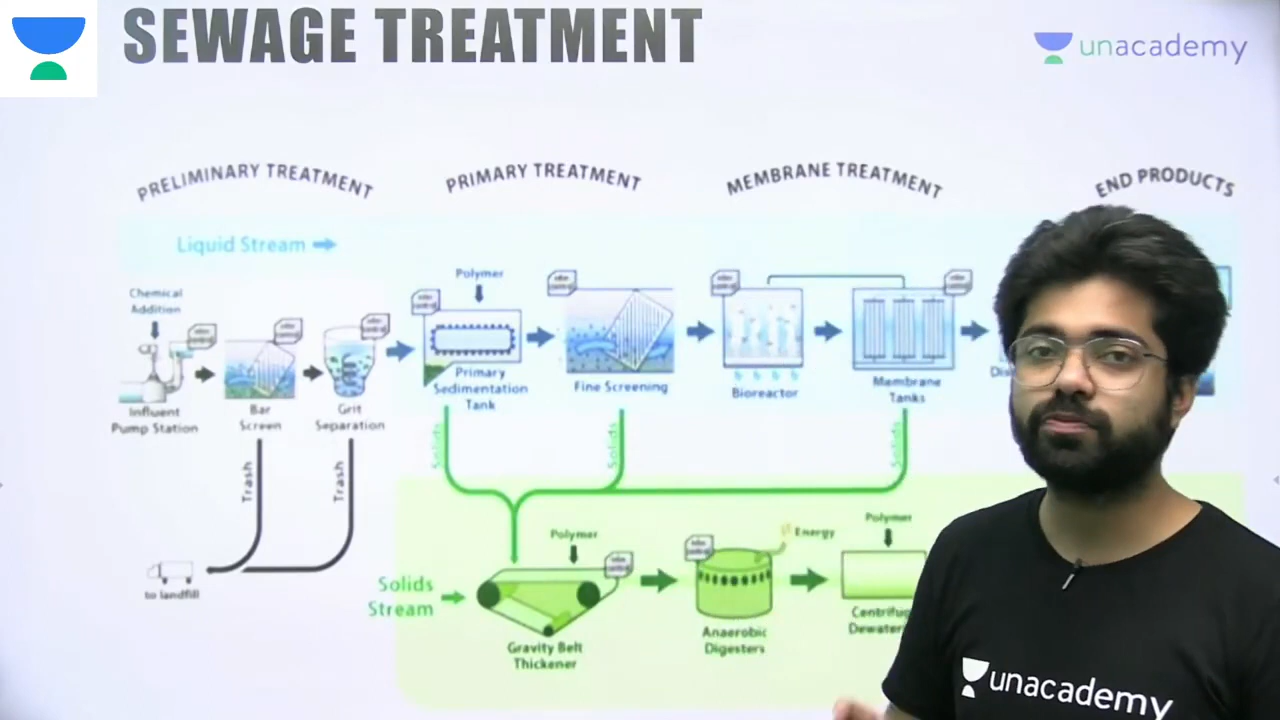 SEWAGE TREATMENT
unacademy
PRELIMINARY TREATMENT
PRIMARY TREATMENT
MEMBRANE TREATMENT
END PRODUCTS
Liquid Stream
Chemical
Addition
Polymer
Influent
Pump Station
Bar
Screen
Grit
Separation
Primary
Sedimentation
Tank
Fine Screening
Bioreactor
Membrane
Tanks
Trash
Trash
Solids
Solids
Solids
to landfill
Solids
Stream
Polymer
Gravity Belt
Thickener
Anaerobic
Digesters
Energy
Polymer
unacademy